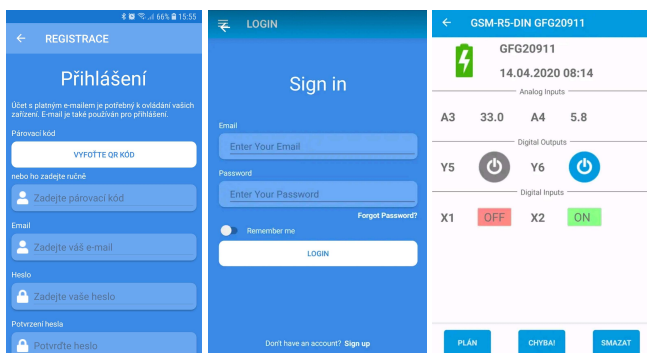 66% 15:55
REGISTRACE
Přihlášení
Účet s platným e-mailem je potřebný k ovládání vašich
zařízení. E-mail je také používán pro přihlášení.
Párovací kód
VYFOŤTE QR KÓD
nebo ho zadejte ručně
Zadejte párovací kód
Email
Zadejte váš e-mail
Heslo
Zadejte vaše heslo
Potvrzení hesla
Potvrďte heslo
LOGIN
Sign in
Email
Enter Your Email
Password
Enter Your Password
Forgot Password?
Remember me
LOGIN
Don't have an account? Sign up
GSM-R5-DIN GFG20911
GFG20911
14.04.2020 08:14
Analog Inputs
A3 33.0 A4 5.8
Digital Outputs
Y5 Y6
Digital Inputs
X1 OFF X2 ON
PLÁN CHYBA! SMAZAT